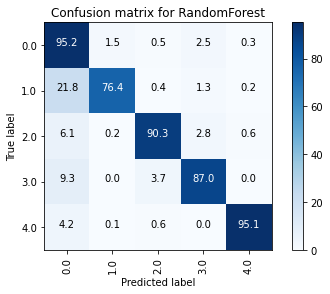 Confusion matrix for RandomForest
0.0 95.2 1.5 0.5 2.5 0.3
1.0 21.8 76.4 0.4 1.3 0.2
2.0 6.1 0.2 90.3 2.8 0.6
3.0 9.3 0.0 3.7 87.0 0.0
4.0 4.2 0.1 0.6 0.0 95.1
True label
0.0 1.0 2.0 3.0 4.0
Predicted label
80
60
40
20
0